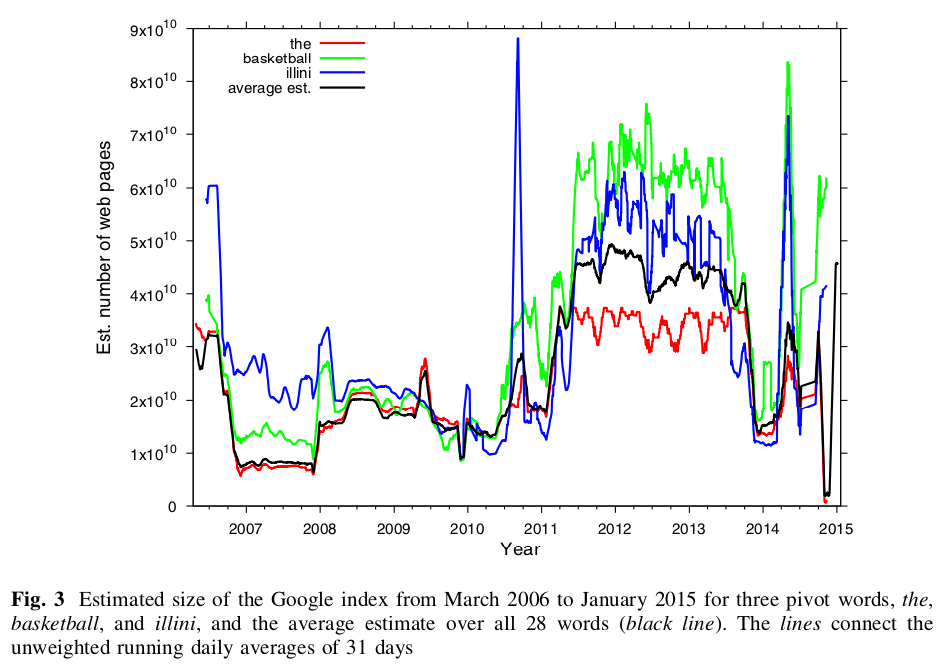 9x10^10
8x10^10
7x10^10
6x10^10
5x10^10
4x10^10
3x10^10
2x10^10
1x10^10
0
Est. number of web pages
the
basketball
illini
average est.
2007 2008 2009 2010 2011 2012 2013 2014 2015
Year
Fig. 3 Estimated size of the Google index from March 2006 to January 2015 for three pivot words, the,
basketball, and illini, and the average estimate over all 28 words (black line). The lines connect the
unweighted running daily averages of 31 days